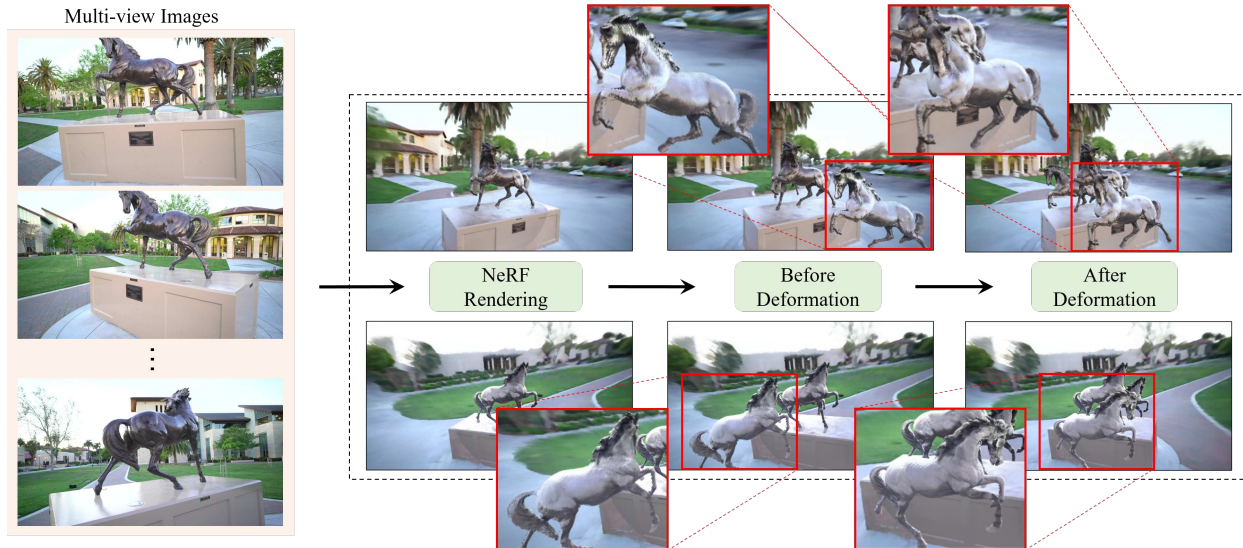 Multi-view Images
NeRF
Rendering
Before
Deformation
After
Deformation